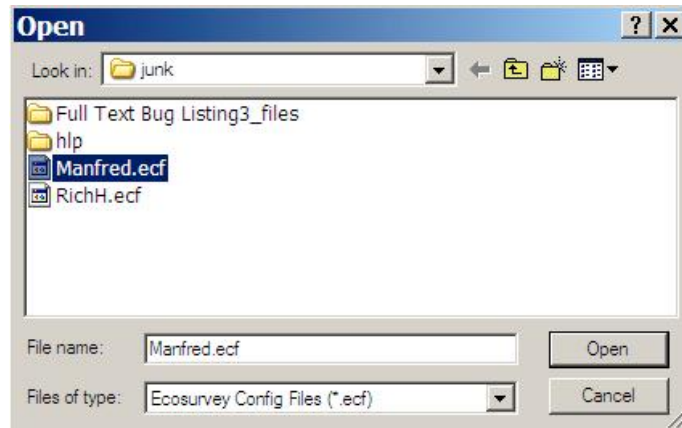 Open
Look in: junk
Full Text Bug Listing3_files
hlp
Manfred.ecf
RichH.ecf
File name: Manfred.ecf Open
Files of type: Ecosurvey Config Files (*.ecf) Cancel